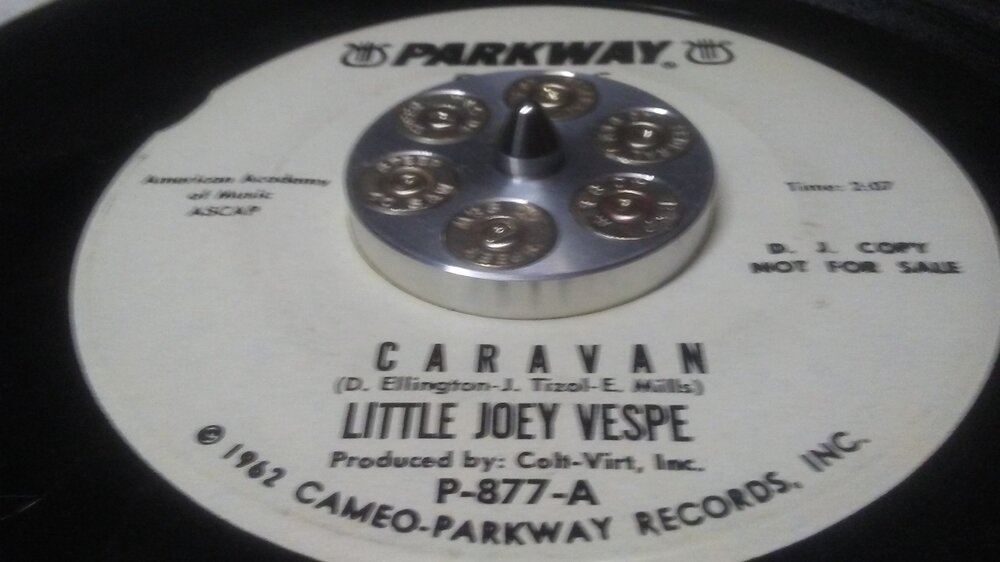 PARKWAY®
American Academy
of Music
ASCAP
Time: 2:07
D. J. COPY
NOT FOR SALE
CARAVAN
(D. Ellington-J. Tizol-E. Mills)
LITTLE JOEY VESPE
Produced by: Colt-Virt, Inc.
P-877-A
© 1962 CAMEO-PARKWAY RECORDS, INC.